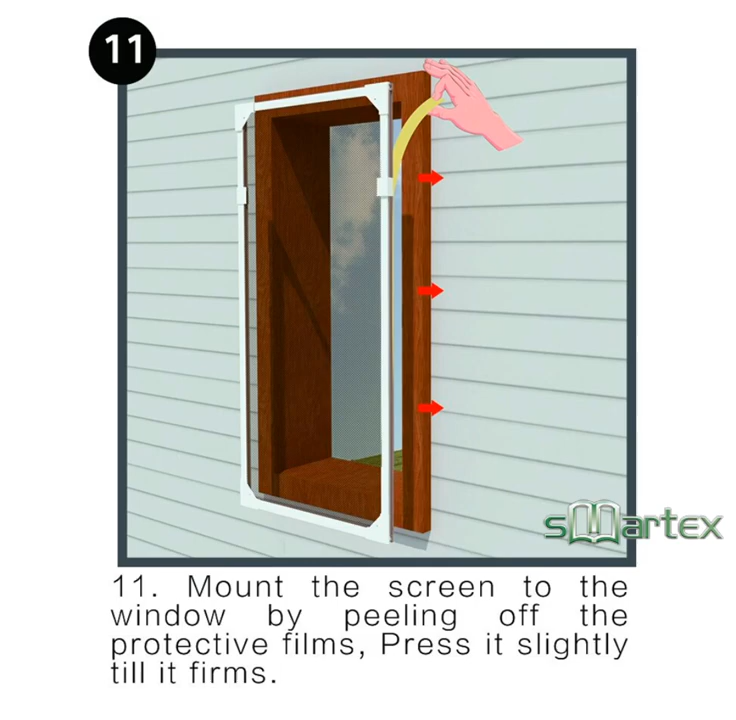 11
smartex
11. Mount the screen to the
window by peeling off the
protective films, Press it slightly
till it firms.